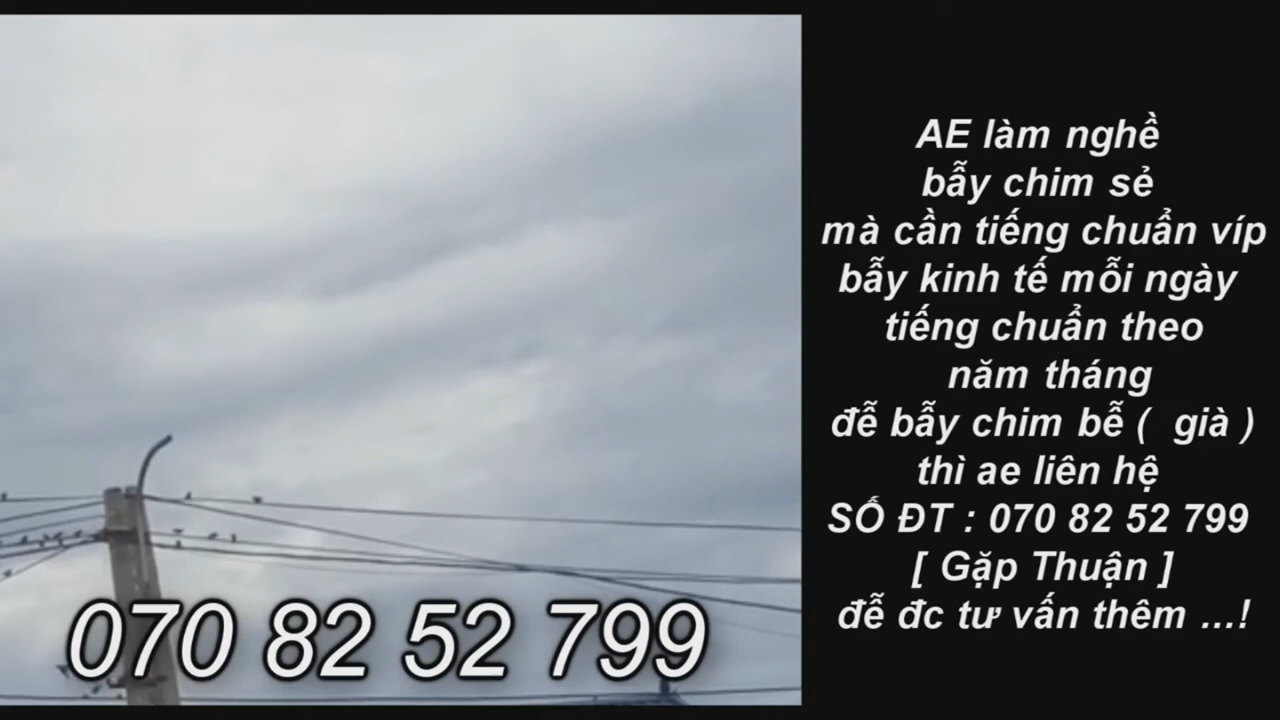 070 82 52 799
AE làm nghề
bẫy chim sẻ
mà cần tiếng chuẩn víp
bẫy kinh tế mỗi ngày
tiếng chuẩn theo
năm tháng
đễ bẫy chim bễ ( già )
thì ae liên hệ
SỐ ĐT : 070 82 52 799
[ Gặp Thuận ]
đễ đc tư vấn thêm ...!